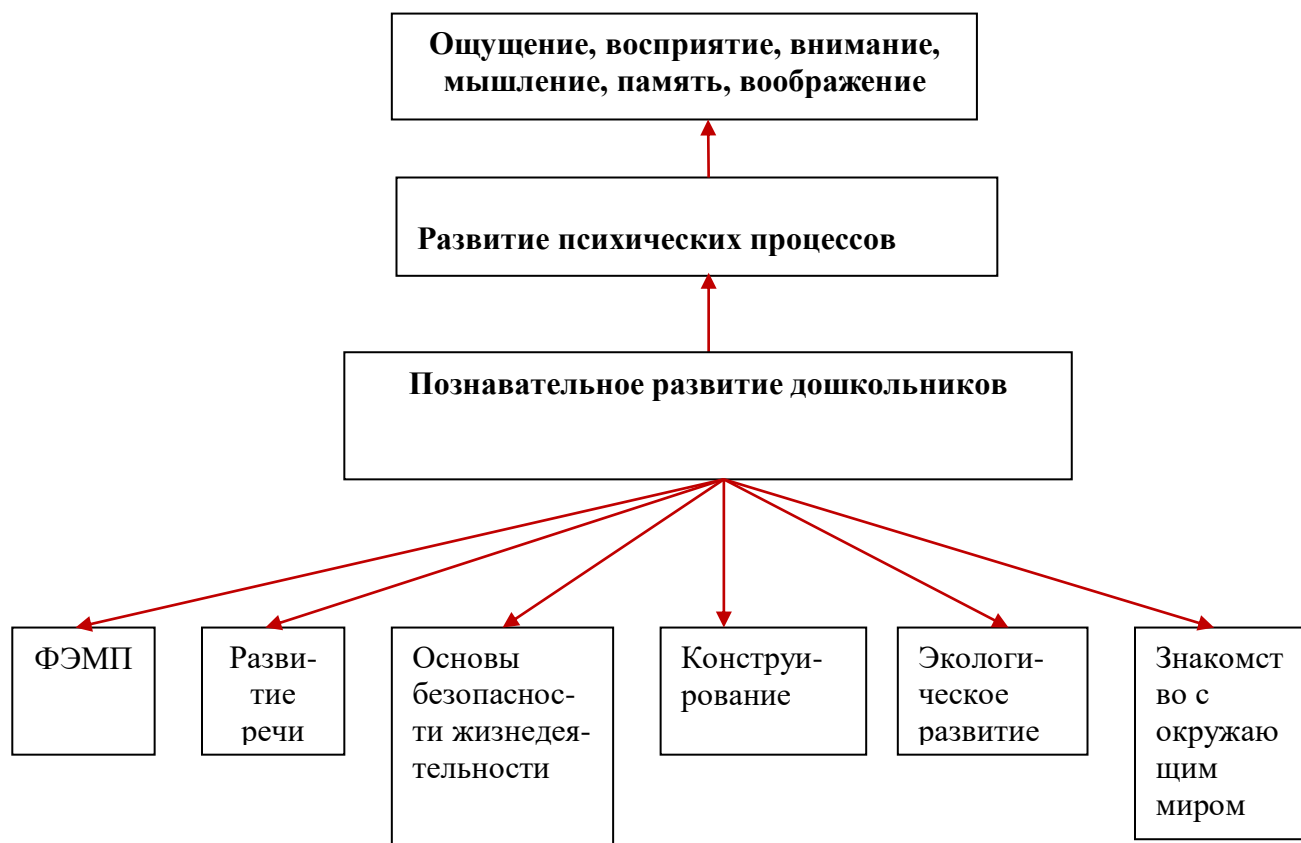 Ощущение, восприятие, внимание,
мышление, память, воображение
Развитие психических процессов
Познавательное развитие дошкольников
ФЭМП
Разви-
тие
речи
Основы
безопаснос-
ти жизнедея-
тельности
Конструи-
рование
Экологи-
ческое
развитие
Знакомст
во с
окружаю
щим
миром